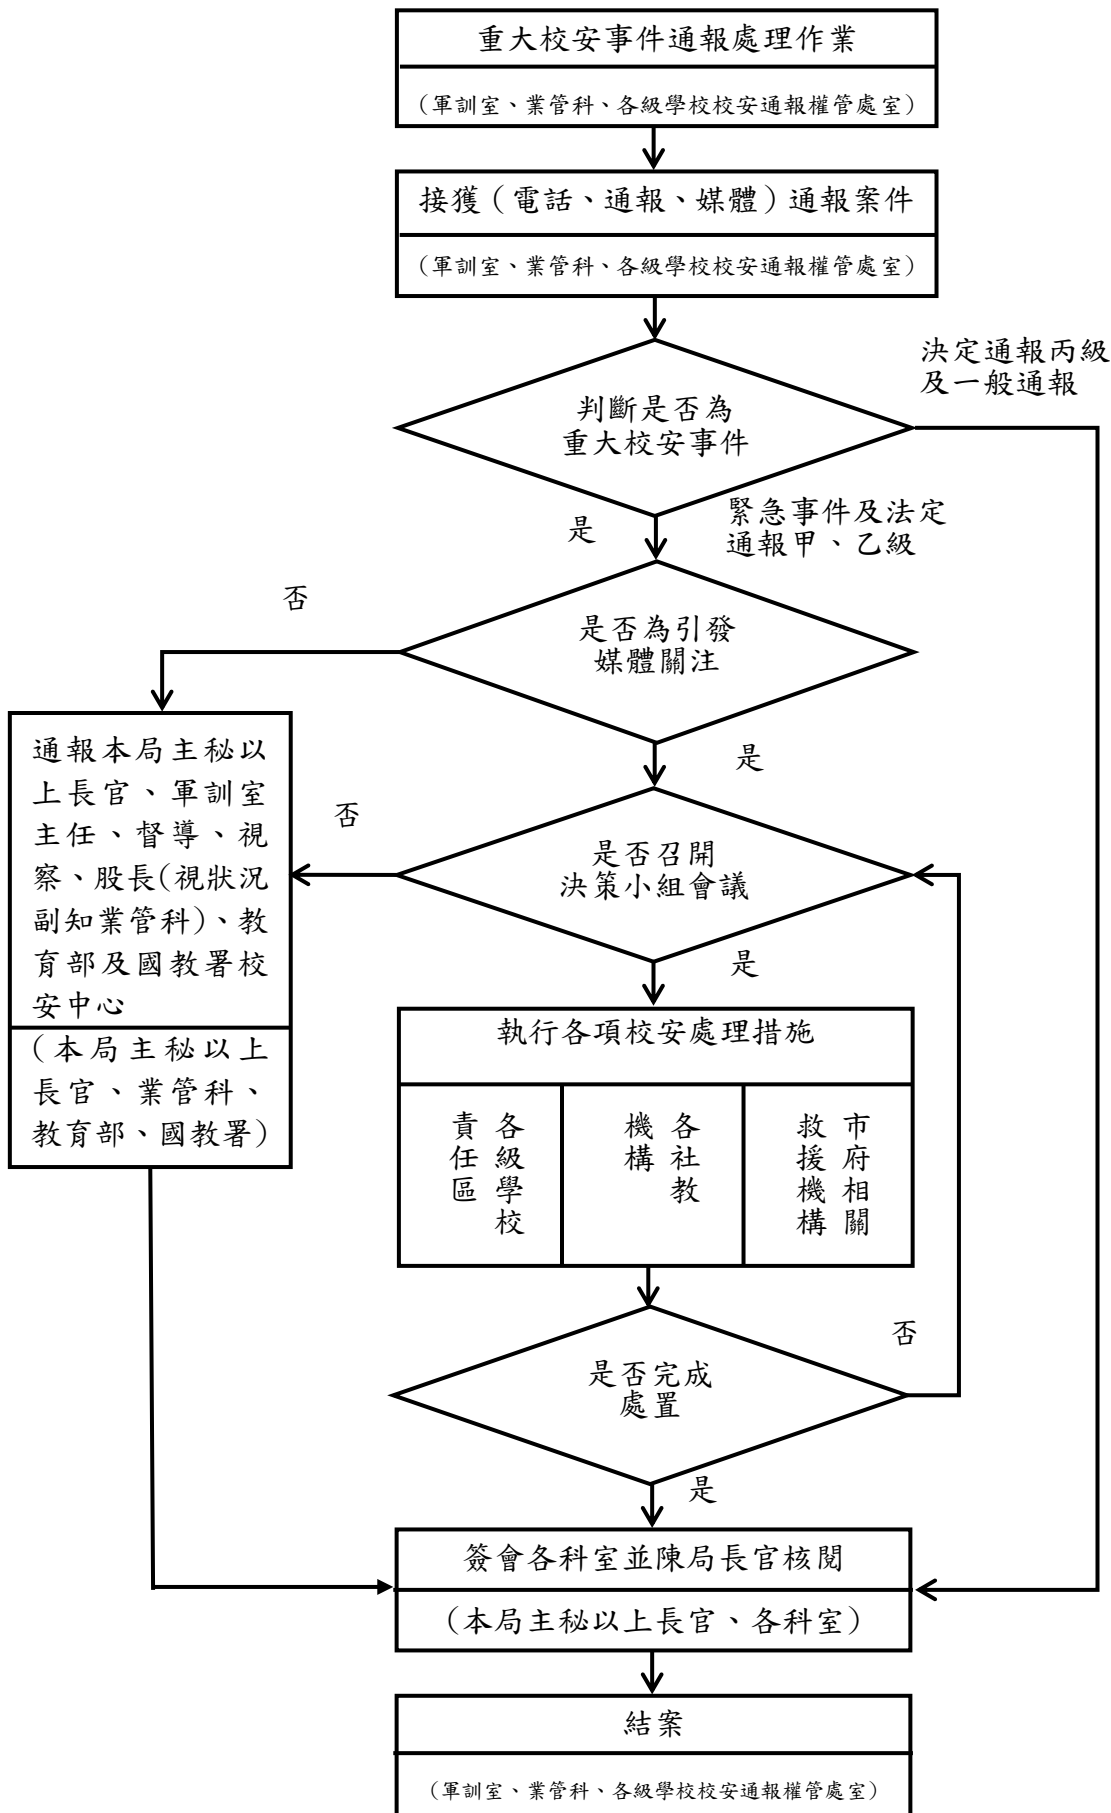 重大校安事件通報處理作業
（軍訓室、業管科、各級學校校安通報權管處室）
接獲（電話、通報、媒體）通報案件
（軍訓室、業管科、各級學校校安通報權管處室）
決定通報丙級
及一般通報
判斷是否為
重大校安事件
是
緊急事件及法定
通報甲、乙級
否
是否為引發
媒體關注
是
通報本局主秘以
上長官、軍訓室
主任、督導、視
察、股長(視狀況
副知業管科)、教
育部及國教署校
安中心
（本局主秘以上
長官、業管科、
教育部、國教署）
否
是否召開
決策小組會議
是
執行各項校安處理措施
各級學校
責任區
各社教
機構
市府相關
救援機構
否
是否完成
處置
是
簽會各科室並陳局長官核閱
（本局主秘以上長官、各科室）
結案
（軍訓室、業管科、各級學校校安通報權管處室）